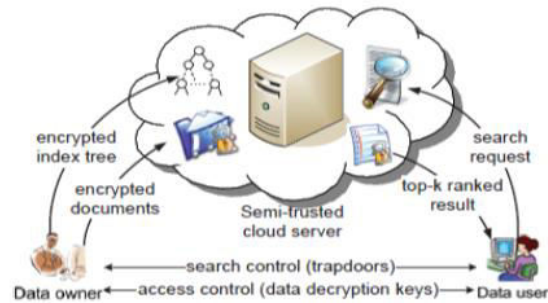 encrypted
index tree
encrypted
documents
Semi-trusted
cloud server
search
request
top-k ranked
result
search control (trapdoors)
access control (data decryption keys)
Data owner
Data user